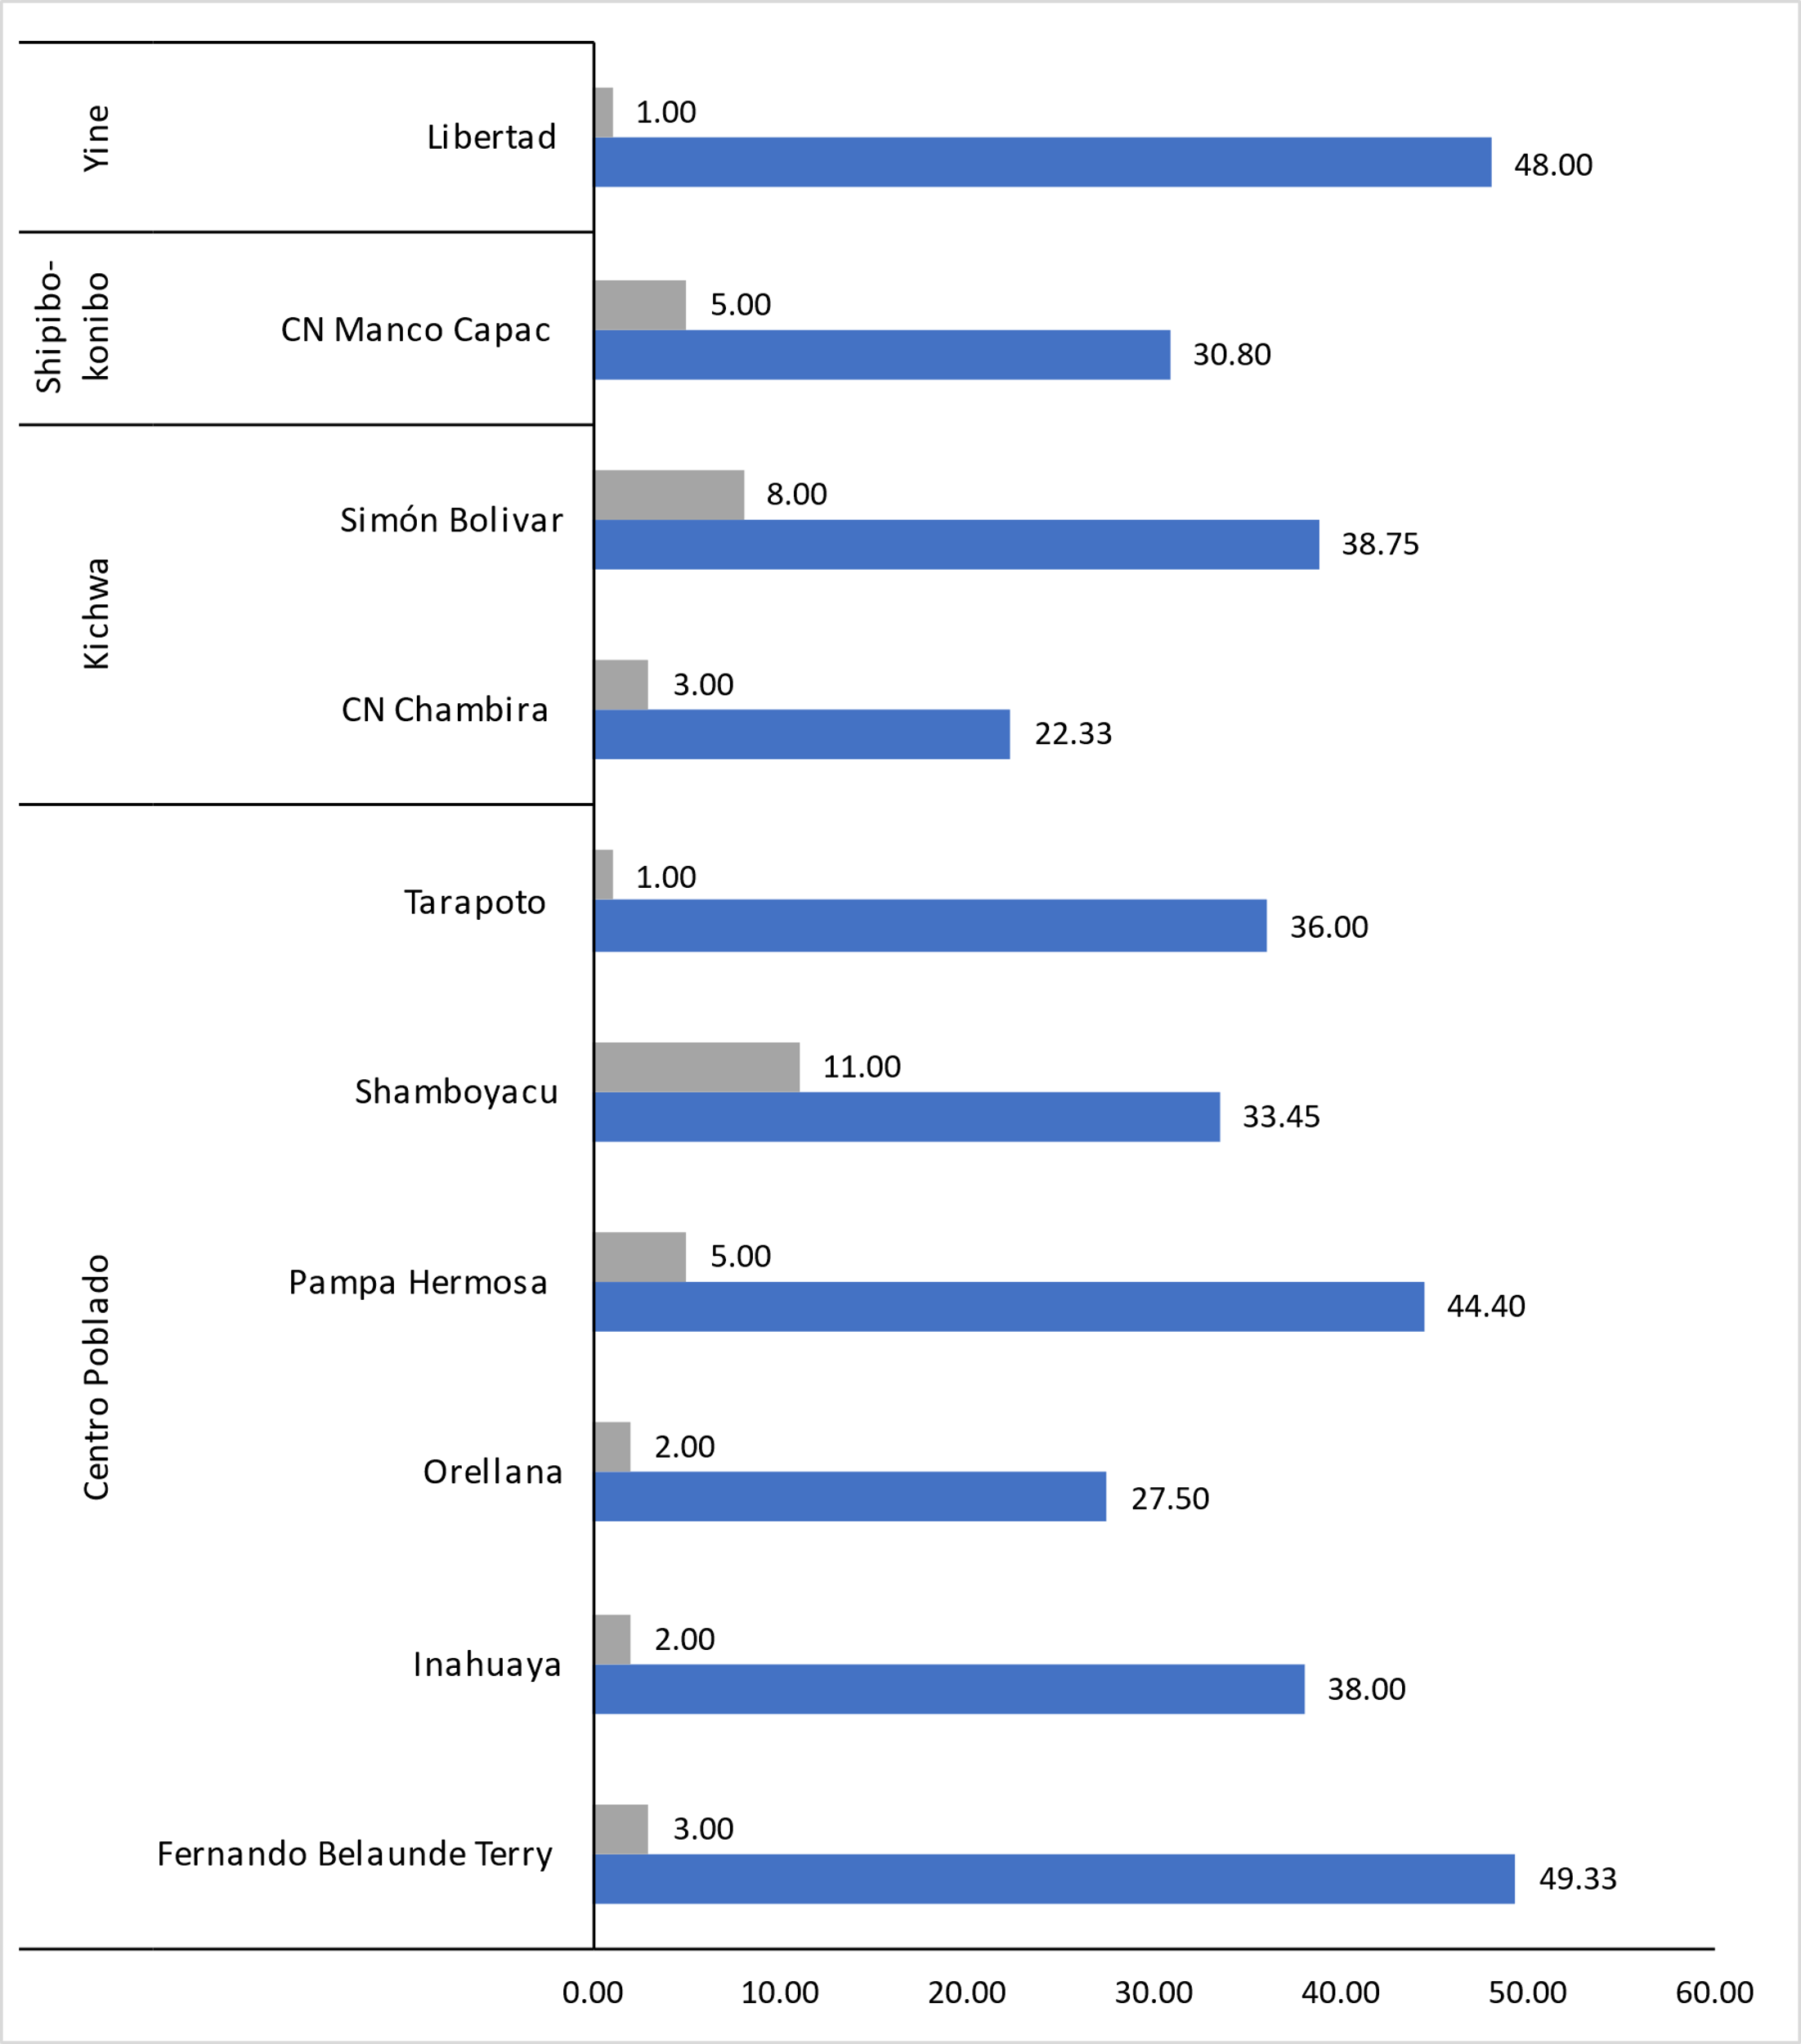 Yine
Libertad
1.00
48.00
Shipibo-
konibo
CN Manco Capac
5.00
30.80
Kichwa
Simón Bolivar
8.00
38.75
CN Chambira
3.00
22.33
Centro Poblado
Tarapoto
1.00
36.00
Shamboyacu
11.00
33.45
Pampa Hermosa
5.00
44.40
Orellana
2.00
27.50
Inahuaya
2.00
38.00
Fernando Belaunde Terry
3.00
49.33
0.00 10.00 20.00 30.00 40.00 50.00 60.00